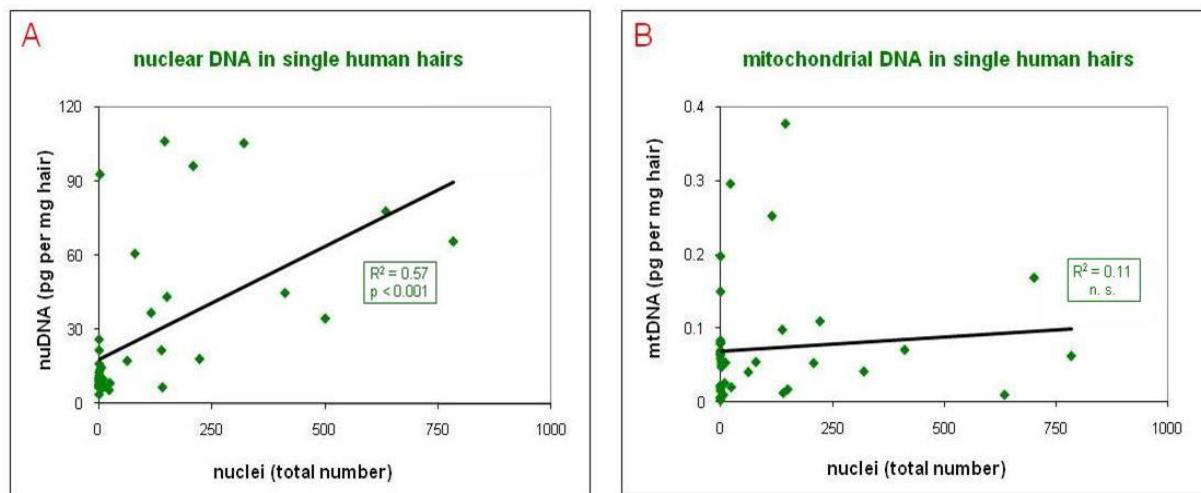 A
nuclear DNA in single human hairs
120
90
60
30
0
nuDNA (pg per mg hair)
R² = 0.57
p < 0.001
0 250 500 750 1000
nuclei (total number)
B
mitochondrial DNA in single human hairs
0.4
0.3
0.2
0.1
0
mtDNA (pg per mg hair)
R² = 0.11
n. s.
0 250 500 750 1000
nuclei (total number)